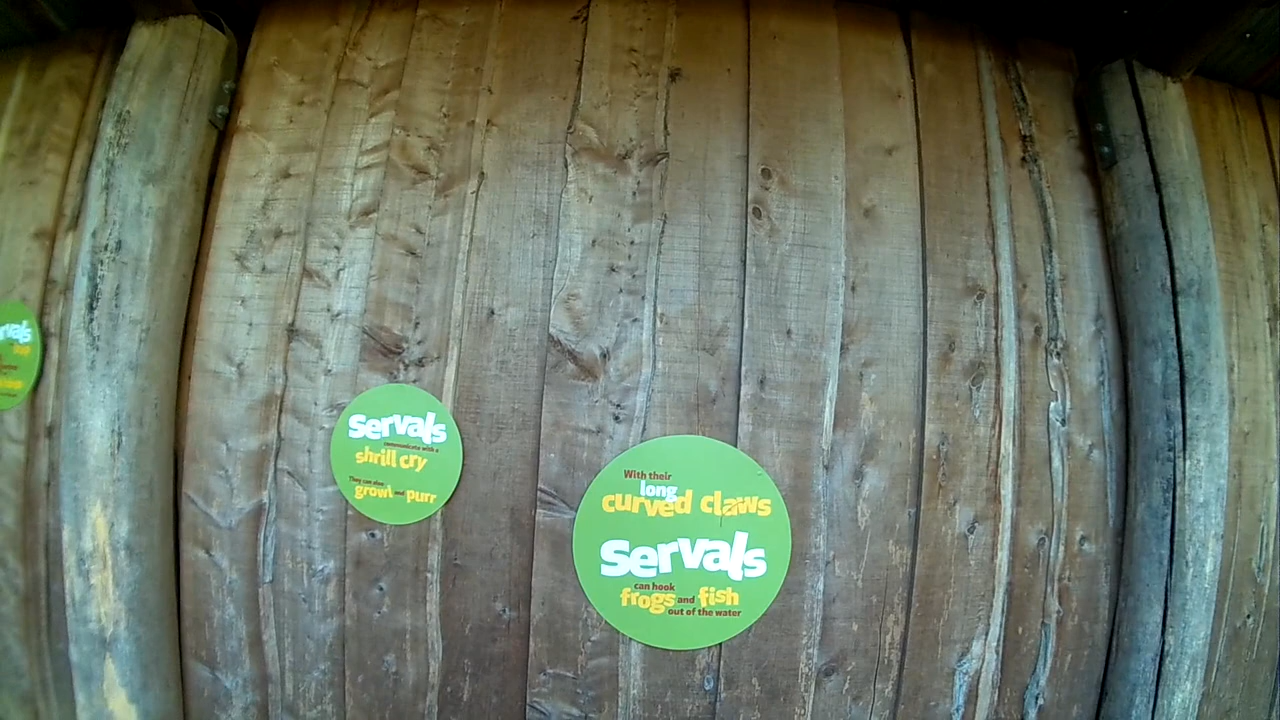 servals
communicate with a
shrill cry
They can also
growl and purr
With their
long
curved claws
servals
can hook
frogs and fish
out of the water